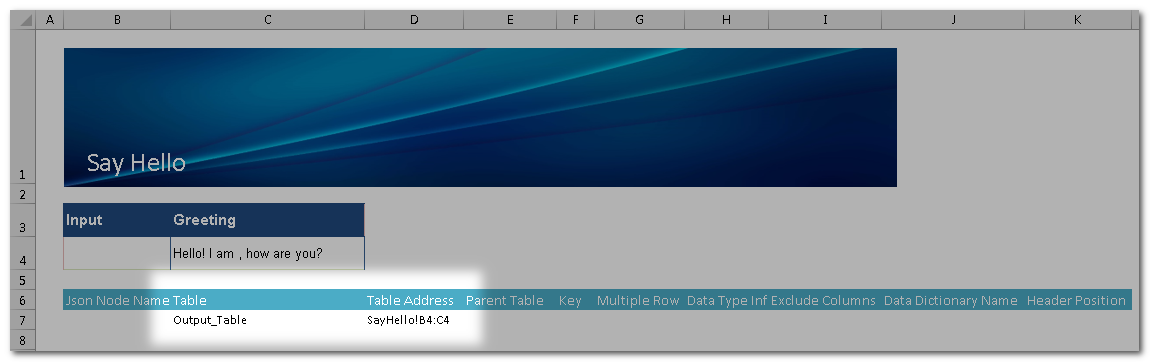 A B C D E F G H I J K
Say Hello
1
2
3 Input Greeting
4 Hello! I am , how are you?
5
6 Json Node Name Table Table Address Parent Table Key Multiple Row Data Type Inf Exclude Columns Data Dictionary Name Header Position
7 Output_Table SayHello!B4:C4
8